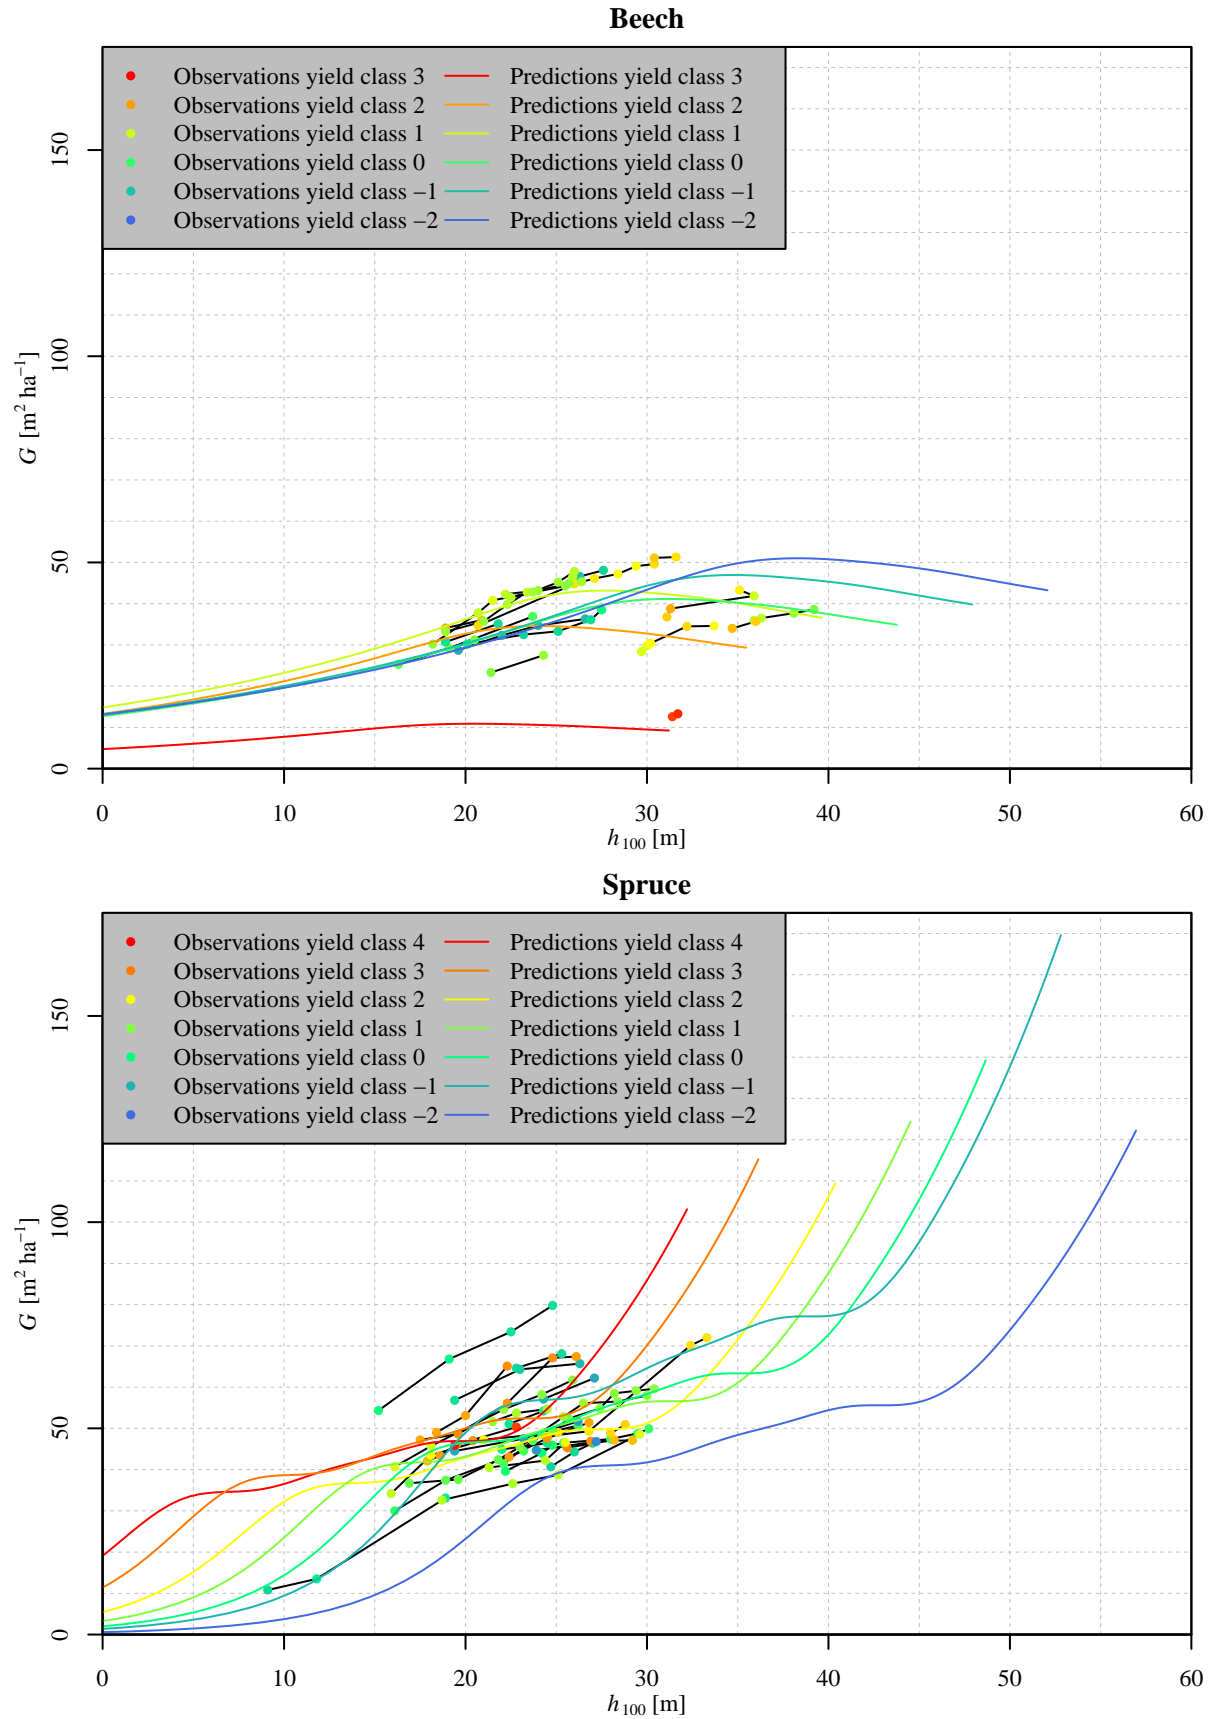 Beech
Observations yield class 3 Predictions yield class 3
Observations yield class 2 Predictions yield class 2
Observations yield class 1 Predictions yield class 1
Observations yield class 0 Predictions yield class 0
Observations yield class −1 Predictions yield class −1
Observations yield class −2 Predictions yield class −2
150
100
50
0
G [m² ha⁻¹]
0 10 20 30 40 50 60
h₁₀₀ [m]
Spruce
Observations yield class 4 Predictions yield class 4
Observations yield class 3 Predictions yield class 3
Observations yield class 2 Predictions yield class 2
Observations yield class 1 Predictions yield class 1
Observations yield class 0 Predictions yield class 0
Observations yield class −1 Predictions yield class −1
Observations yield class −2 Predictions yield class −2
150
100
50
0
G [m² ha⁻¹]
0 10 20 30 40 50 60
h₁₀₀ [m]